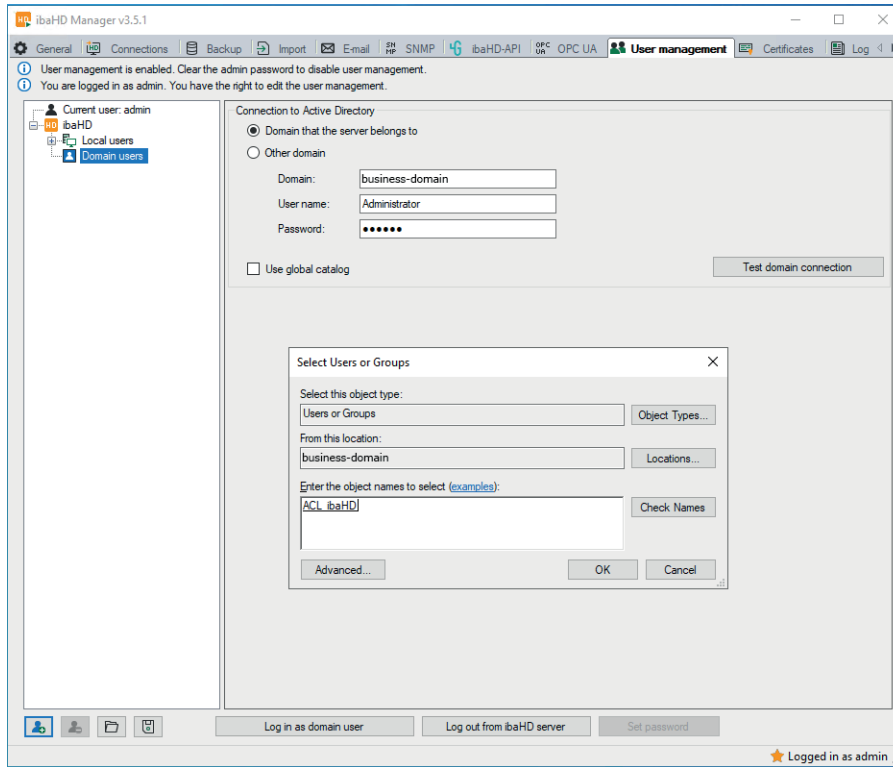 ibaHD Manager v3.5.1
General Connections Backup Import E-mail SNMP ibaHD-API OPC UA User management Certificates Log
User management is enabled. Clear the admin password to disable user management.
You are logged in as admin. You have the right to edit the user management.
Current user: admin
ibaHD
Local users
Domain users
Connection to Active Directory
Domain that the server belongs to
Other domain
Domain: business-domain
User name: Administrator
Password: ●●●●●●
Use global catalog
Test domain connection
Select Users or Groups
Select this object type:
Users or Groups
Object Types...
From this location:
business-domain
Locations...
Enter the object names to select (examples):
ACL_ibaHD
Check Names
Advanced... OK Cancel
Log in as domain user Log out from ibaHD server Set password
Logged in as admin